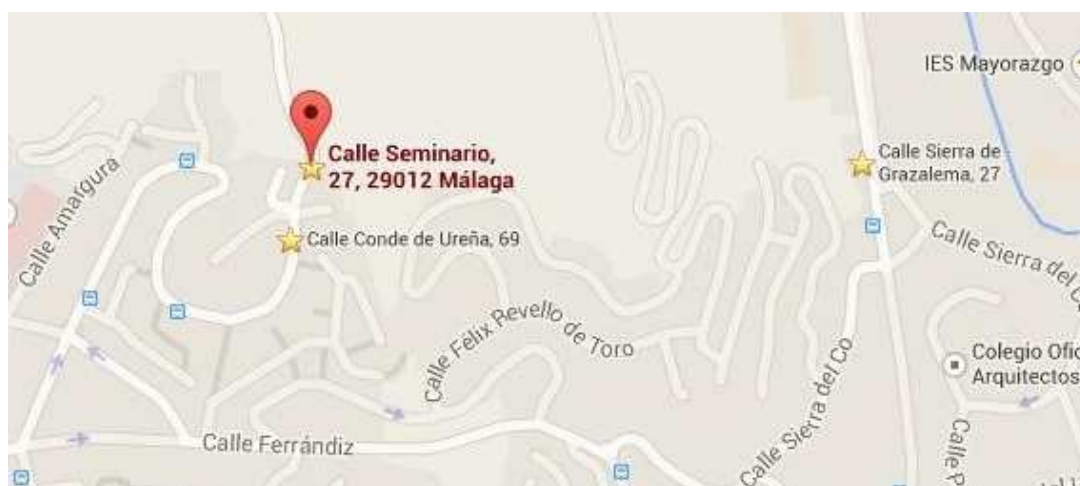 IES Mayorazgo
Calle Seminario,
27, 29012 Málaga
Calle Sierra de
Grazalema, 27
Calle Amargura
Calle Conde de Ureña, 69
Calle Sierra del
Calle Félix Revello de Toro
Colegio Ofic
Arquitectos
Calle Sierra del Co
Calle Ferrándiz
Calle P